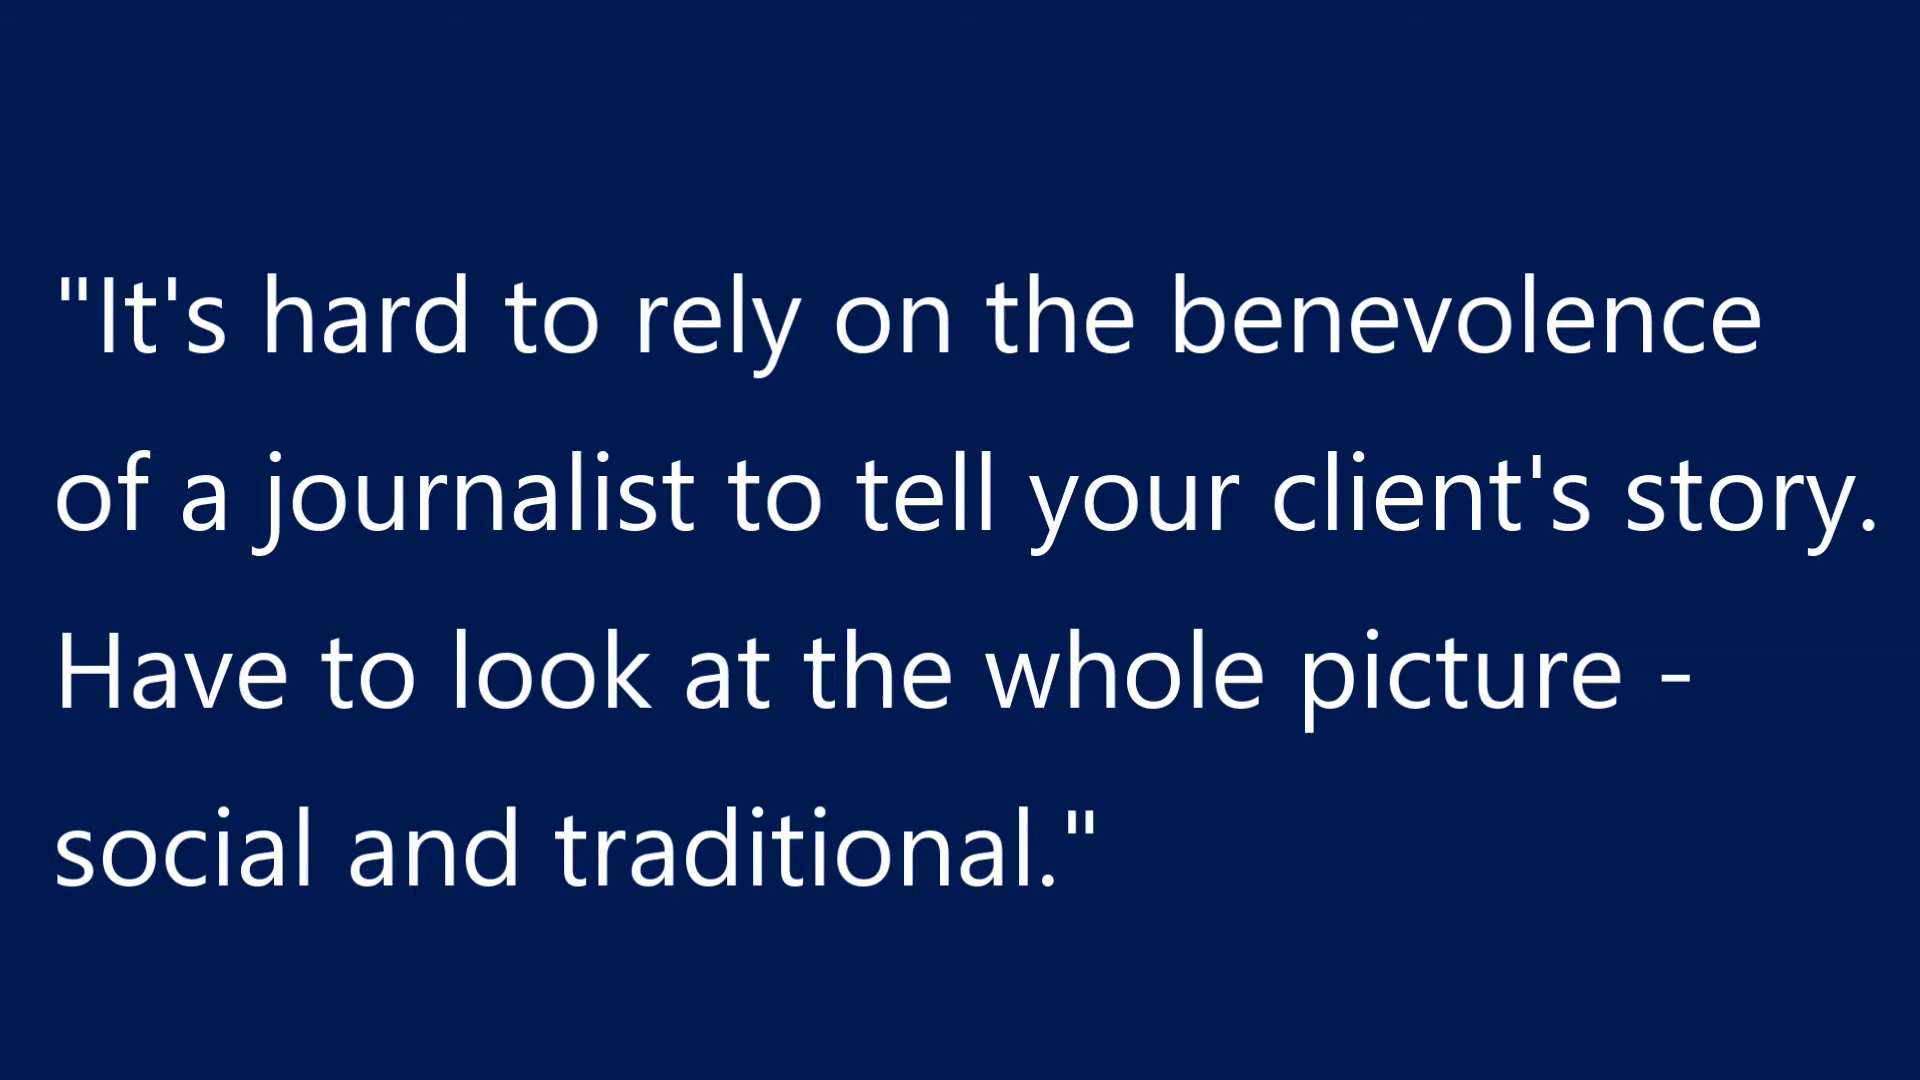 "It's hard to rely on the benevolence
of a journalist to tell your client's story.
Have to look at the whole picture -
social and traditional."